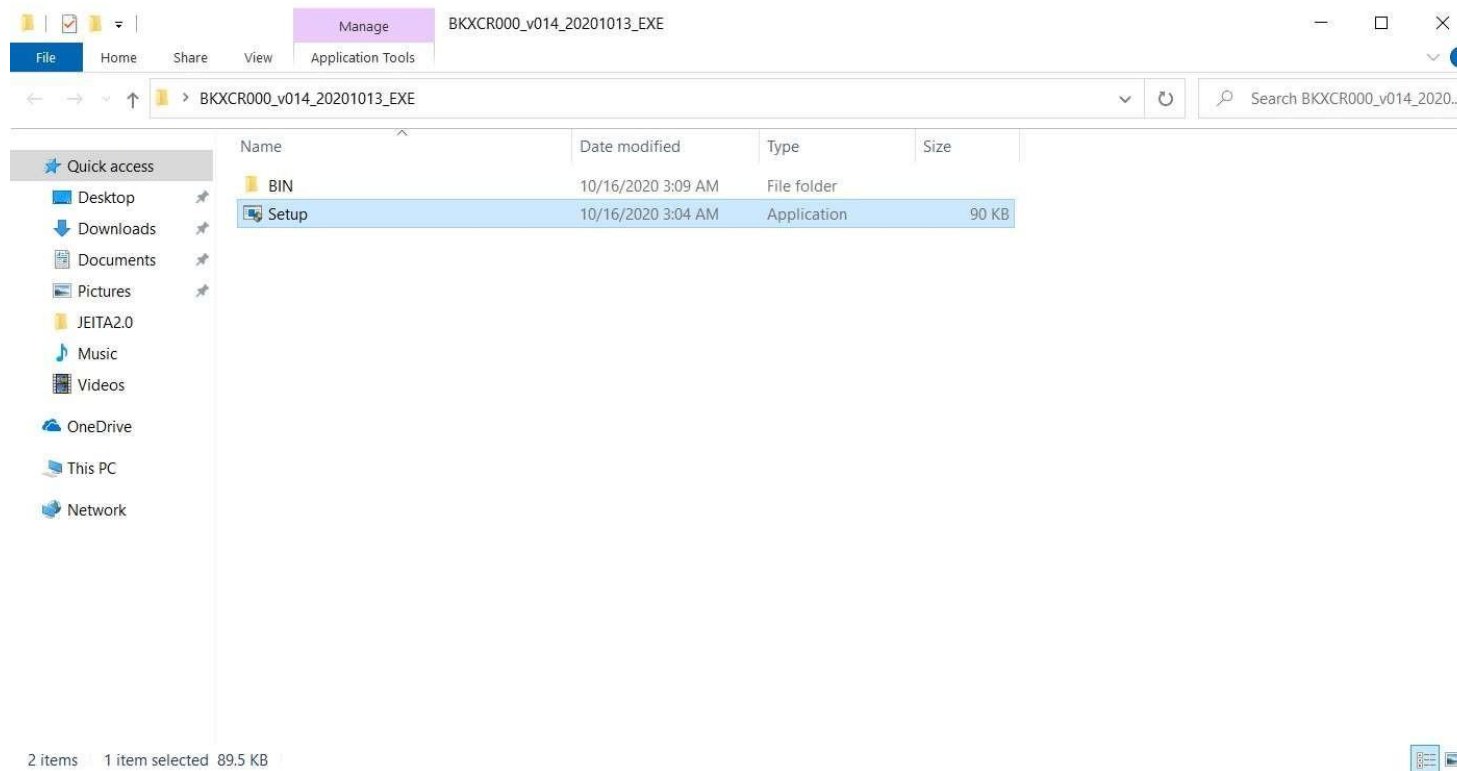 Manage BKXCR000_v014_20201013_EXE
File Home Share View Application Tools
BKXCR000_v014_20201013_EXE Search BKXCR000_v014_2020..
Name Date modified Type Size
Quick access
BIN 10/16/2020 3:09 AM File folder
Desktop
Setup 10/16/2020 3:04 AM Application 90 KB
Downloads
Documents
Pictures
JEITA2.0
Music
Videos
OneDrive
This PC
Network
2 items 1 item selected 89.5 KB